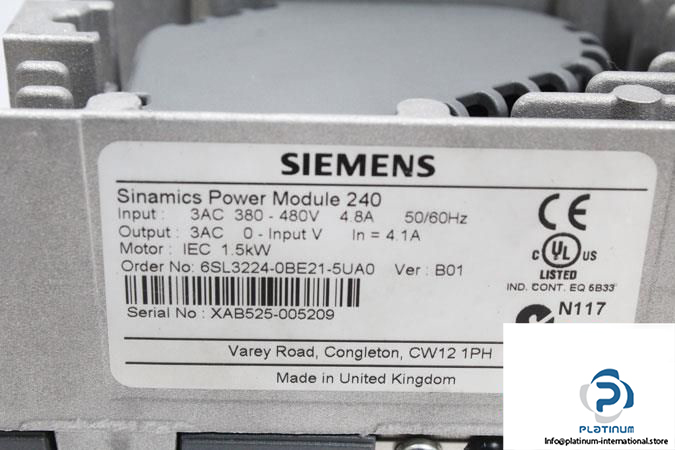 SIEMENS
Sinamics Power Module 240
Input : 3AC 380 - 480V 4.8A 50/60Hz
Output : 3AC 0 - Input V In = 4.1A
Motor : IEC 1.5kW
Order No: 6SL3224-0BE21-5UA0 Ver : B01
Serial No : XAB525-005209
CE
C UL US
LISTED
IND. CONT. EQ 5B33
N117
Varey Road, Congleton, CW12 1PH
Made in United Kingdom
PLATINUM
Info@platinum-international.store